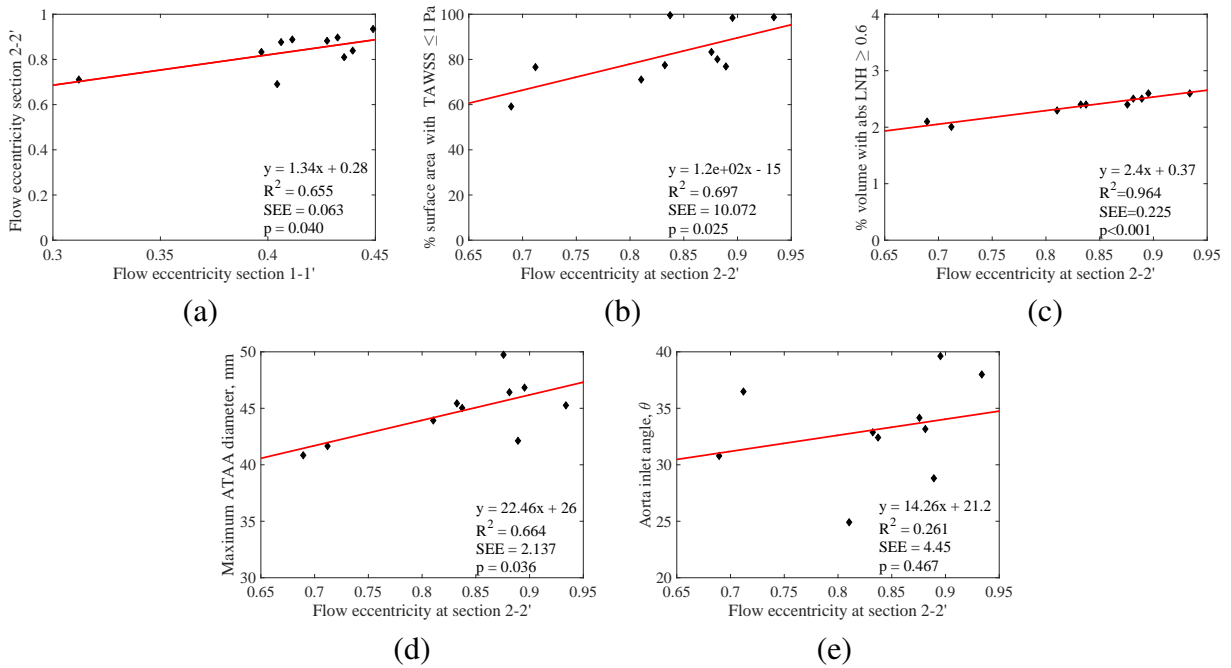 Flow eccentricity section 2-2'
1
0.8
0.6
0.4
0.2
0
0.3
0.35
0.4
0.45
y = 1.34x + 0.28
R² = 0.655
SEE = 0.063
p = 0.040
Flow eccentricity section 1-1'
(a)
% surface area with TAWSS ≤1 Pa
100
80
60
40
20
0
0.65
0.7
0.75
0.8
0.85
0.9
0.95
y = 1.2e+02x - 15
R² = 0.697
SEE = 10.072
p = 0.025
Flow eccentricity at section 2-2'
(b)
% volume with abs LNH ≥ 0.6
4
3
2
1
0
0.65
0.7
0.75
0.8
0.85
0.9
0.95
y = 2.4x + 0.37
R²=0.964
SEE=0.225
p<0.001
Flow eccentricity at section 2-2'
(c)
Maximum ATAA diameter, mm
50
45
40
35
30
0.65
0.7
0.75
0.8
0.85
0.9
0.95
y = 22.46x + 26
R² = 0.664
SEE = 2.137
p = 0.036
Flow eccentricity at section 2-2'
(d)
Aorta inlet angle, θ
40
35
30
25
20
0.65
0.7
0.75
0.8
0.85
0.9
0.95
y = 14.26x + 21.2
R² = 0.261
SEE = 4.45
p = 0.467
Flow eccentricity at section 2-2'
(e)